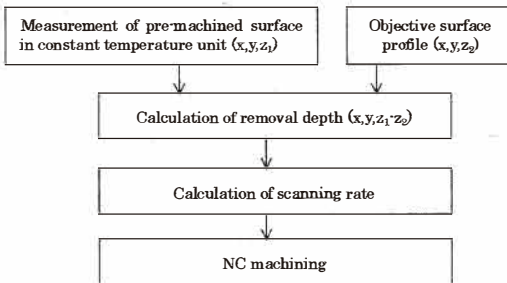 Measurement of pre-machined surface
in constant temperature unit (x,y,z₁)
Objective surface
profile (x,y,z₂)
Calculation of removal depth (x,y,z₁-z₂)
Calculation of scanning rate
NC machining